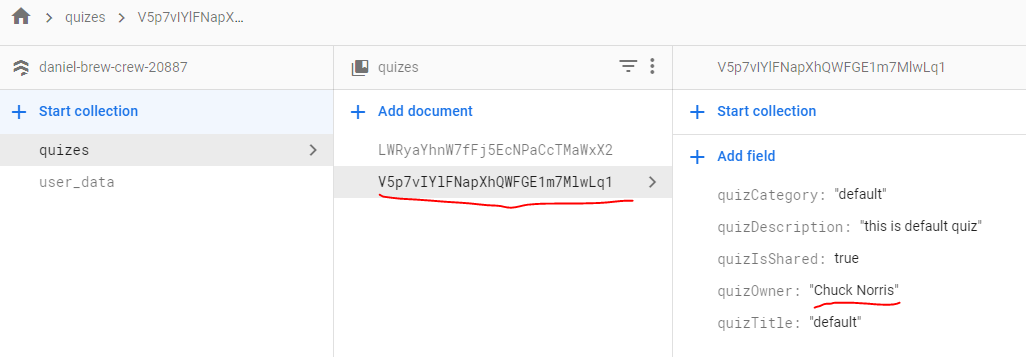 quizes V5p7vIYlFNapX...
daniel-brew-crew-20887
Start collection
quizes
user_data
quizes
Add document
LWRyaYhnW7fFj5EcNPaCcTMaWxX2
V5p7vIYlFNapXhQWFGE1m7MlwLq1
V5p7vIYlFNapXhQWFGE1m7MlwLq1
Start collection
Add field
quizCategory: "default"
quizDescription: "this is default quiz"
quizIsShared: true
quizOwner: "Chuck Norris"
quizTitle: "default"